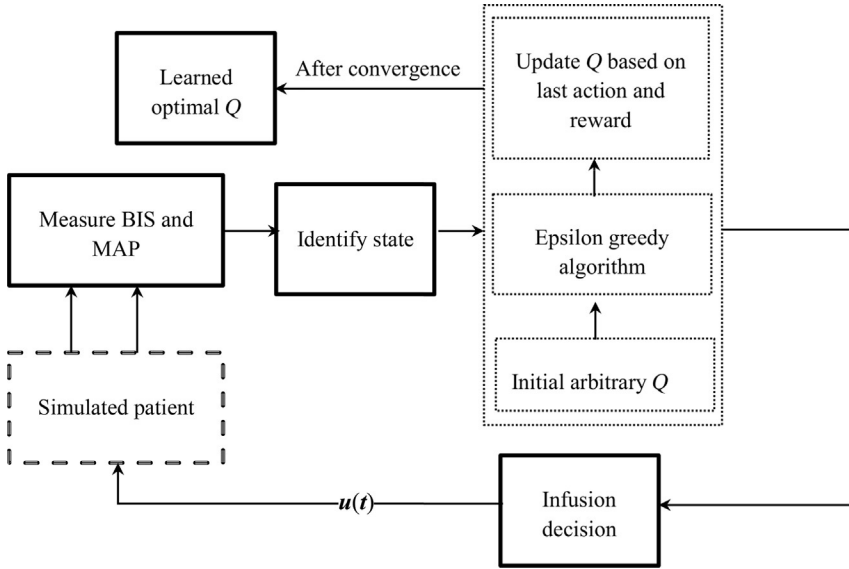 Learned
optimal Q
After convergence
Update Q based on
last action and
reward
Measure BIS and
MAP
Identify state
Epsilon greedy
algorithm
Initial arbitrary Q
Simulated patient
u(t)
Infusion
decision